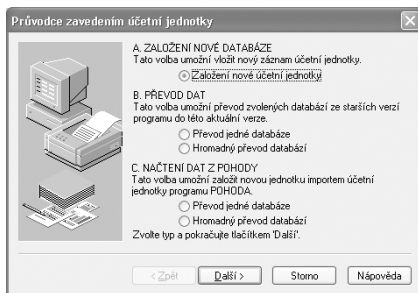 Průvodce zavedením účetní jednotky
A. ZALOŽENÍ NOVÉ DATABÁZE
Tato volba umožní vložit nový záznam účetní jednotky.
Založení nové účetní jednotky
B. PŘEVOD DAT
Tato volba umožní převod zvolených databází ze starších verzí
programu do této aktuální verze.
Převod jedné databáze
Hromadný převod databází
C. NAČTENÍ DAT Z POHODY
Tato volba umožní založit novou jednotku importem účetní
jednotky programu POHODA.
Převod jedné databáze
Hromadný převod databází
Zvolte typ a pokračujte tlačítkem 'Další'.
< Zpět
Další >
Storno
Nápověda